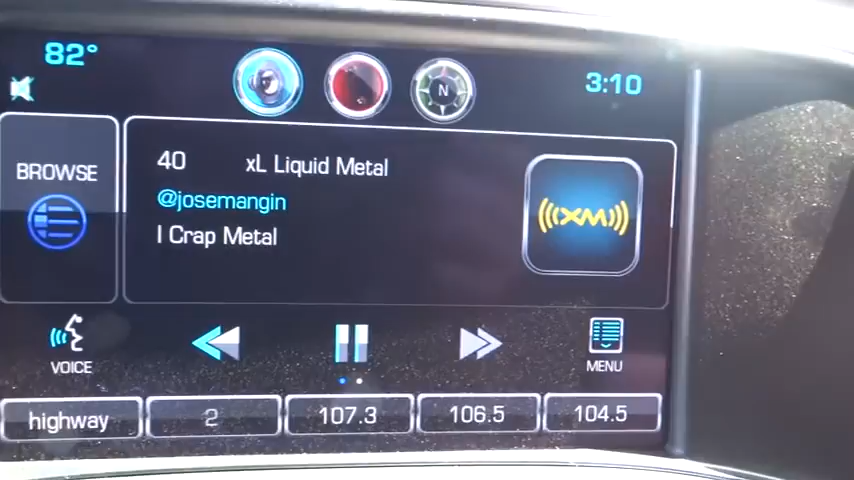 82°
N
3:10
BROWSE
40 xL Liquid Metal
@josemangin
I Crap Metal
XM
VOICE
MENU
highway 2 107.3 106.5 104.5